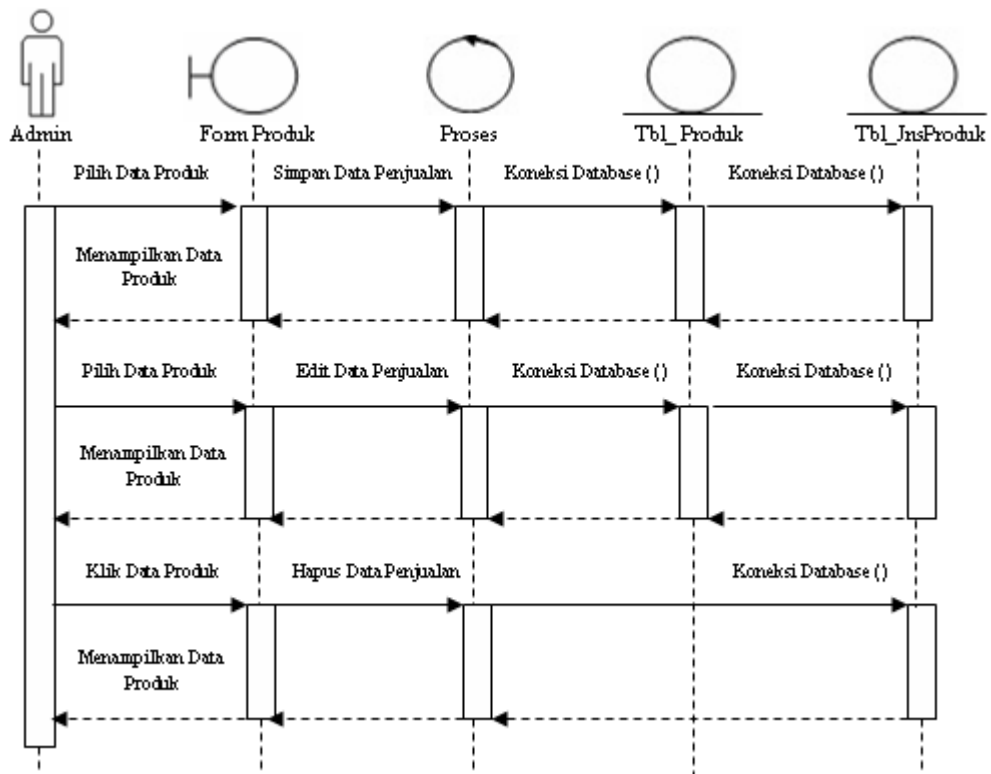 Admin
Form Produk
Proses
Tbl_Produk
Tbl_JnsProduk
Pilih Data Produk
Simpan Data Penjualan
Koneksi Database ()
Koneksi Database ()
Menampilkan Data
Produk
Pilih Data Produk
Edit Data Penjualan
Koneksi Database ()
Koneksi Database ()
Menampilkan Data
Produk
Klik Data Produk
Hapus Data Penjualan
Koneksi Database ()
Menampilkan Data
Produk